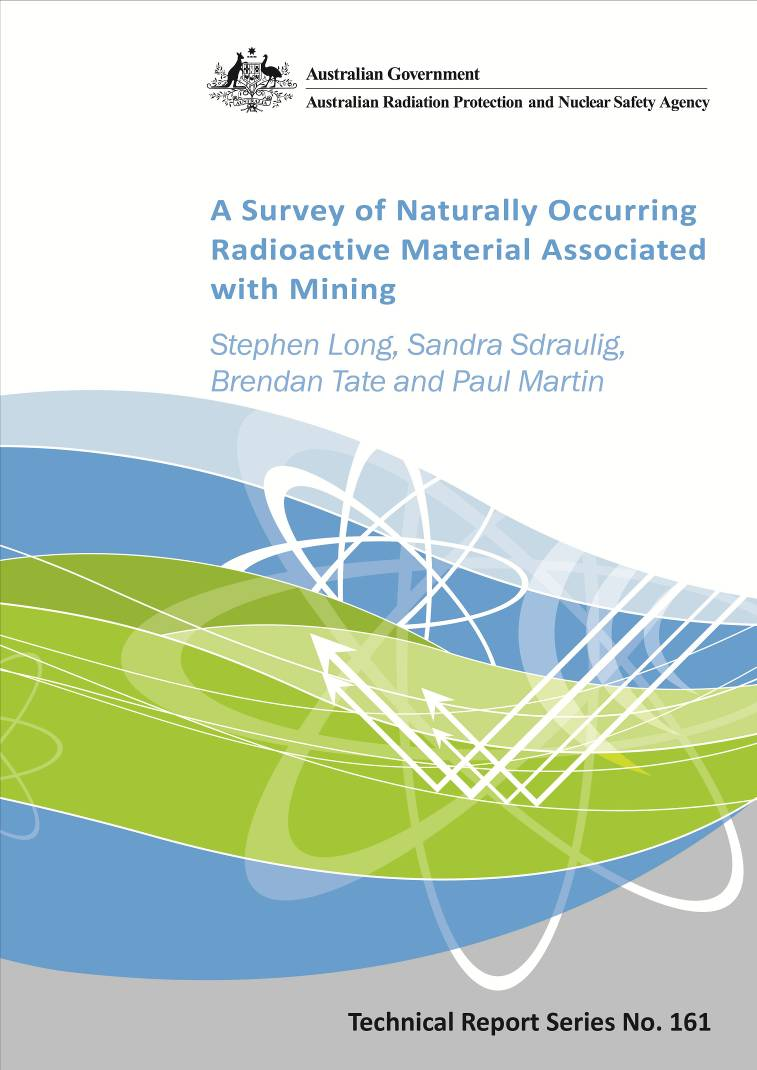 Australian Government
Australian Radiation Protection and Nuclear Safety Agency
A Survey of Naturally Occurring
Radioactive Material Associated
with Mining
Stephen Long, Sandra Sdraulig,
Brendan Tate and Paul Martin
Technical Report Series No. 161